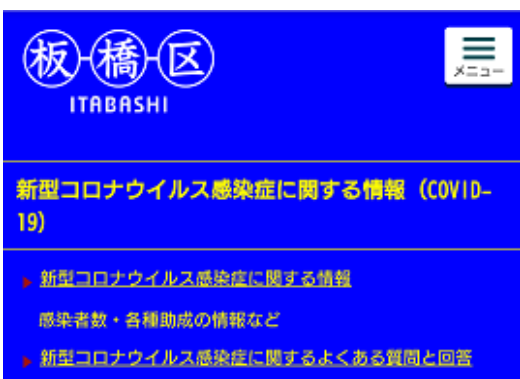 板橋区
ITABASHI
メニュー
新型コロナウイルス感染症に関する情報（COVID-
19）
新型コロナウイルス感染症に関する情報
感染者数・各種助成の情報など
新型コロナウイルス感染症に関するよくある質問と回答